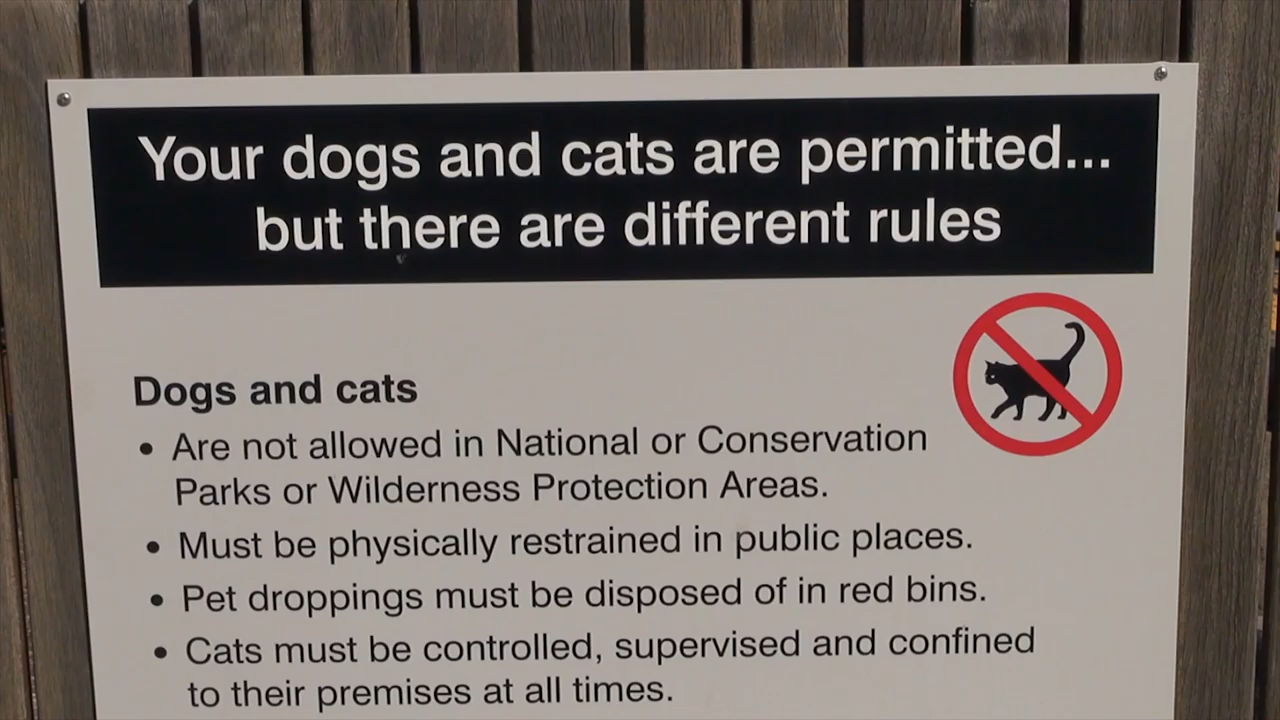 Your dogs and cats are permitted...
but there are different rules
Dogs and cats
• Are not allowed in National or Conservation
Parks or Wilderness Protection Areas.
• Must be physically restrained in public places.
• Pet droppings must be disposed of in red bins.
• Cats must be controlled, supervised and confined
to their premises at all times.